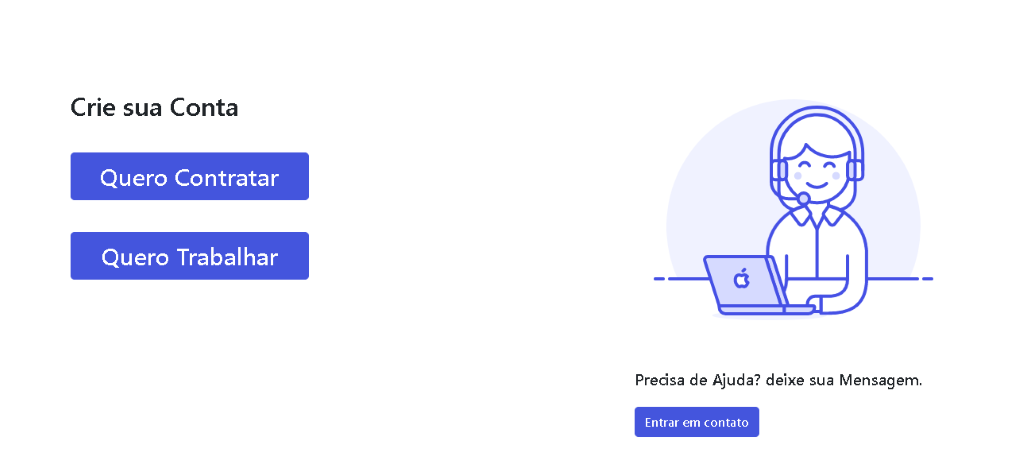 Crie sua Conta
Quero Contratar
Quero Trabalhar
Precisa de Ajuda? deixe sua Mensagem.
Entrar em contato